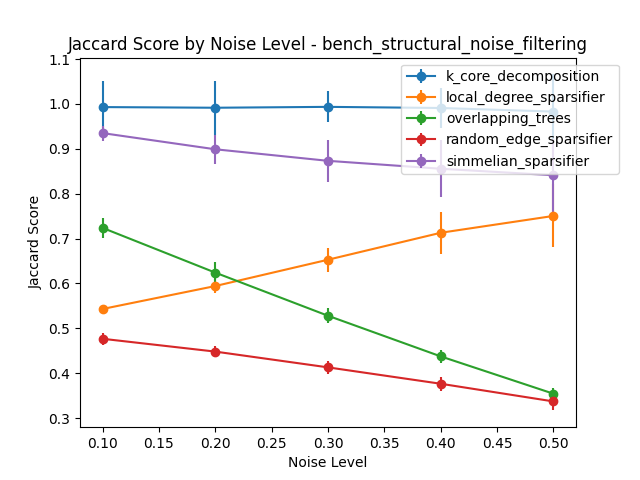 Jaccard Score by Noise Level - bench_structural_noise_filtering
k_core_decomposition
local_degree_sparsifier
overlapping_trees
random_edge_sparsifier
simmelian_sparsifier
Jaccard Score
1.1
1.0
0.9
0.8
0.7
0.6
0.5
0.4
0.3
0.10 0.15 0.20 0.25 0.30 0.35 0.40 0.45 0.50
Noise Level